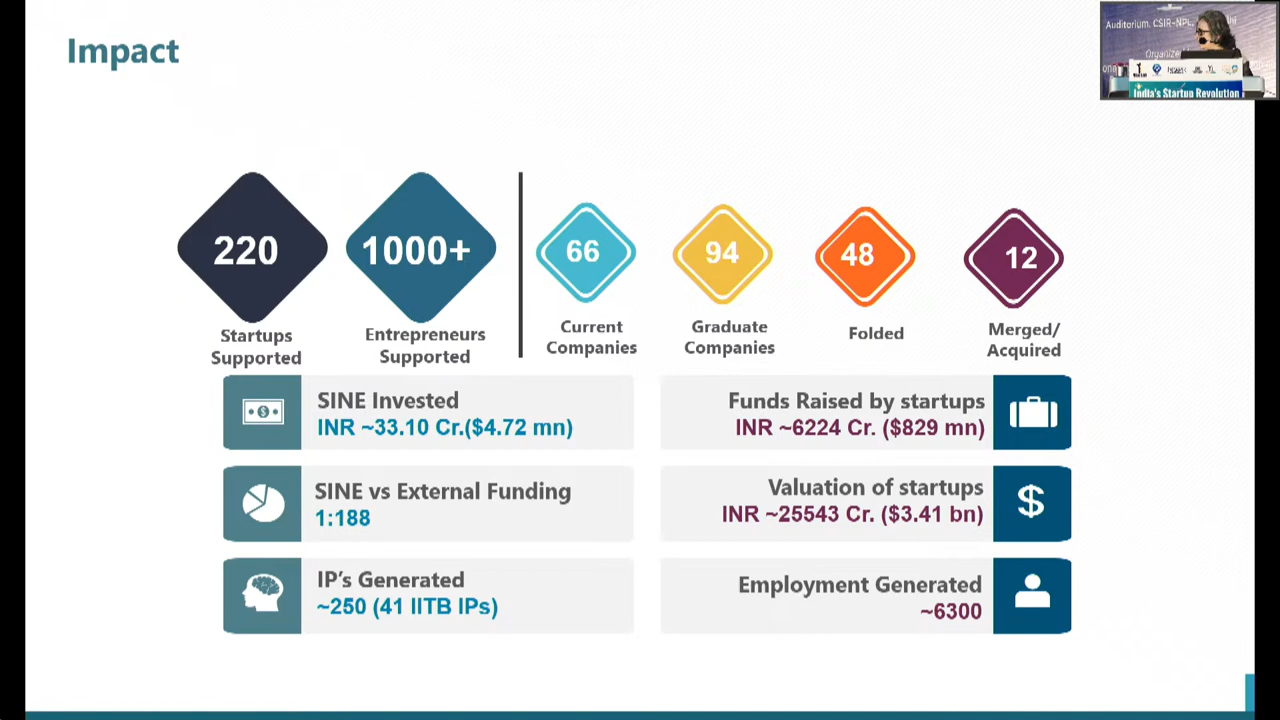 Impact
Auditorium, CSIR-NPL,
India's Startup Revolution
220
1000+
66
94
48
12
Startups
Supported
Entrepreneurs
Supported
Current
Companies
Graduate
Companies
Folded
Merged/
Acquired
SINE Invested
INR ~33.10 Cr.($4.72 mn)
Funds Raised by startups
INR ~6224 Cr. ($829 mn)
SINE vs External Funding
1:188
Valuation of startups
INR ~25543 Cr. ($3.41 bn)
IP's Generated
~250 (41 IITB IPs)
Employment Generated
~6300